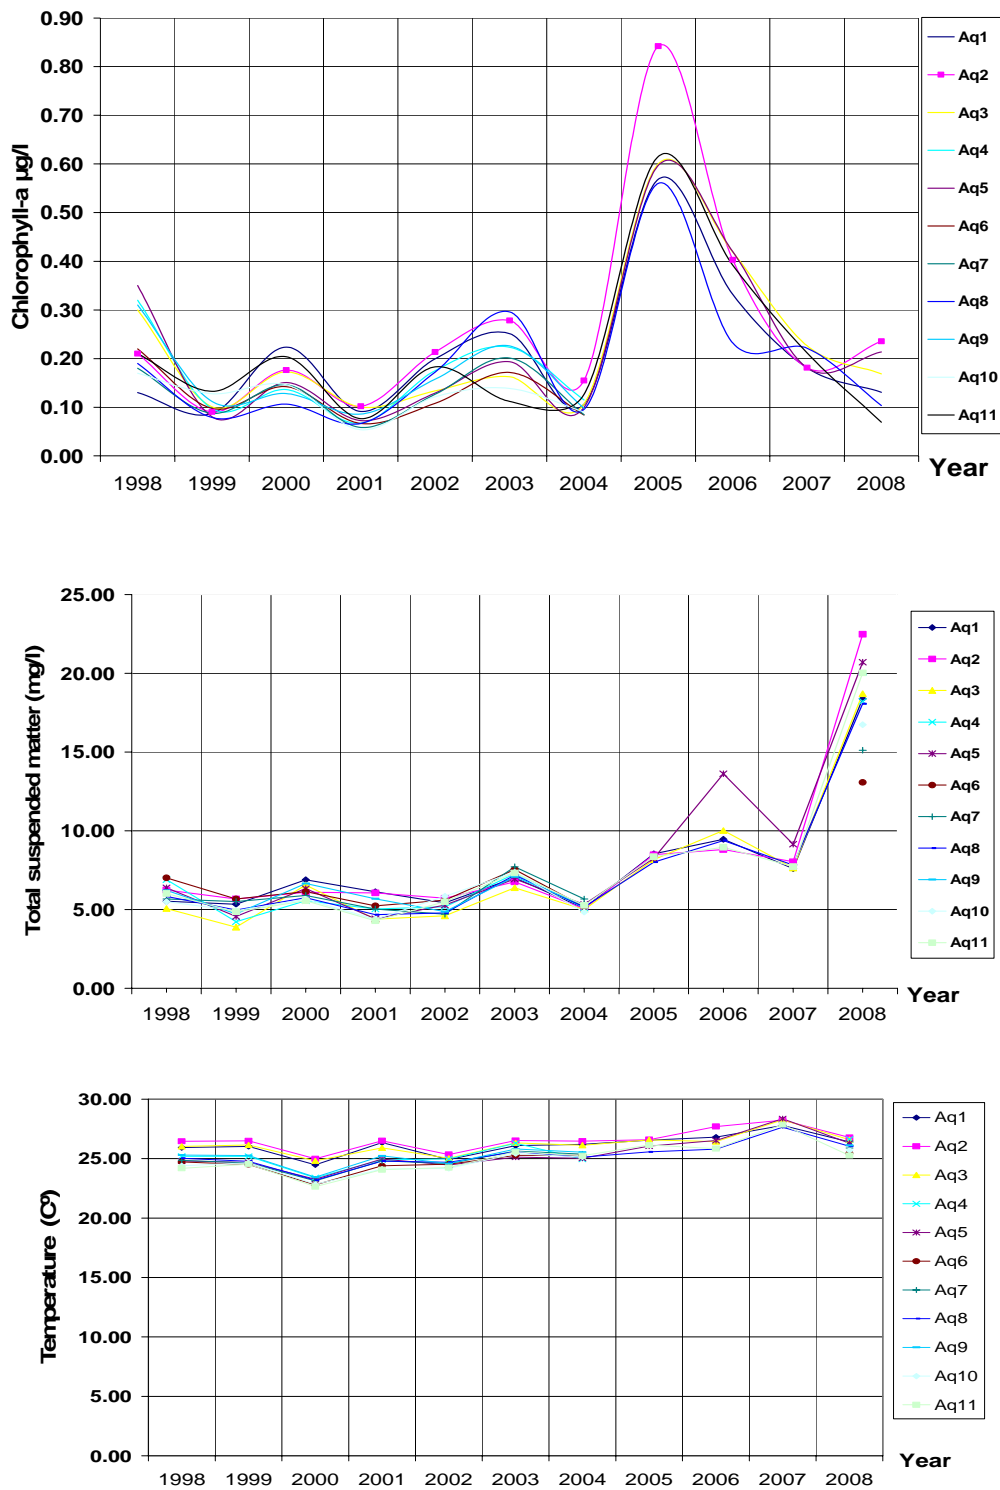 0.90
0.80
0.70
0.60
0.50
0.40
0.30
0.20
0.10
0.00
Chlorophyll-a µg/l
1998 1999 2000 2001 2002 2003 2004 2005 2006 2007 2008
Year
Aq1
Aq2
Aq3
Aq4
Aq5
Aq6
Aq7
Aq8
Aq9
Aq10
Aq11
25.00
20.00
15.00
10.00
5.00
0.00
Total suspended matter (mg/l)
1998 1999 2000 2001 2002 2003 2004 2005 2006 2007 2008
Year
Aq1
Aq2
Aq3
Aq4
Aq5
Aq6
Aq7
Aq8
Aq9
Aq10
Aq11
30.00
25.00
20.00
15.00
10.00
5.00
0.00
Temperature (Cº)
1998 1999 2000 2001 2002 2003 2004 2005 2006 2007 2008
Year
Aq1
Aq2
Aq3
Aq4
Aq5
Aq6
Aq7
Aq8
Aq9
Aq10
Aq11